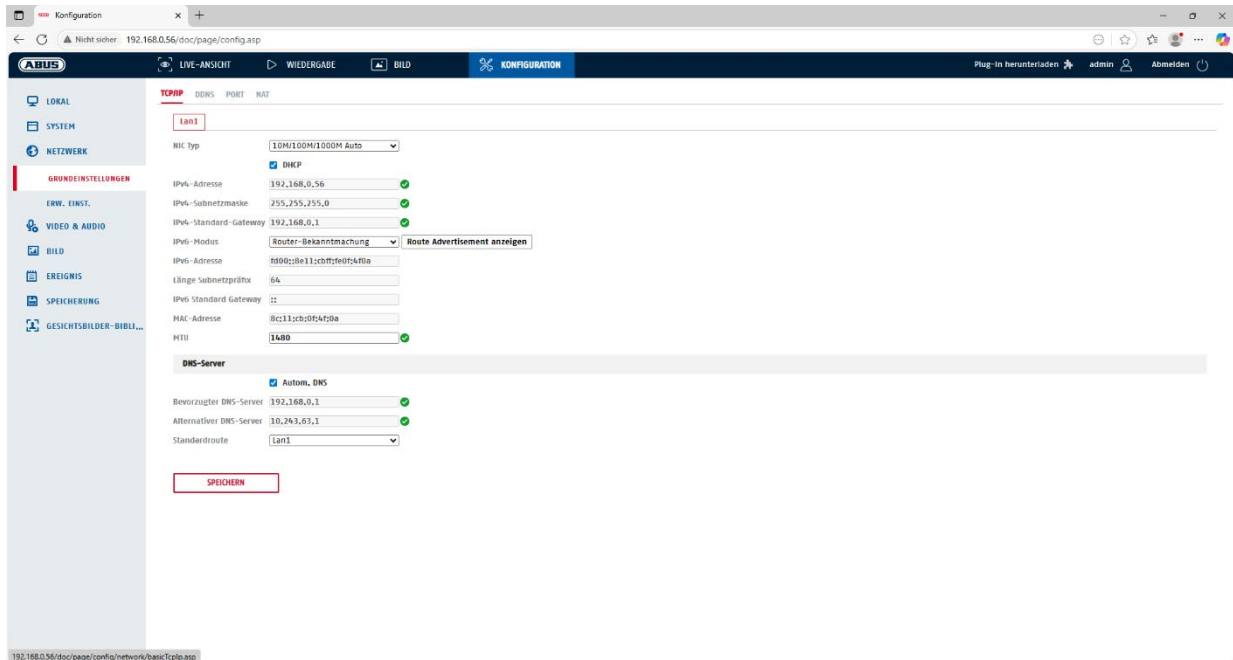 Konfiguration
Nicht sicher 192.168.0.56/doc/page/config.asp
ABUS LIVE-ANSICHT WIEDERGABE BILD KONFIGURATION Plug-In herunterladen admin Abmelden
LOKAL
SYSTEM
NETZWERK
GRUNDEINSTELLUNGEN
ERW. EINST.
VIDEO & AUDIO
BILD
EREIGNIS
SPEICHERUNG
GESICHTSBILDER-BIBLI...
TCP/IP DDNS PORT NAT
Lan1
NIC Typ 10M/100M/1000M Auto
DHCP
IPv4-Adresse 192.168.0.56
IPv4-Subnetzmaske 255.255.255.0
IPv4-Standard-Gateway 192.168.0.1
IPv6-Modus Router-Bekanntmachung Route Advertisement anzeigen
IPv6-Adresse fd00::8e11:cbff:fe0f:4f0a
Länge Subnetzpräfix 64
IPv6 Standard Gateway ::
MAC-Adresse 8c:11:cb:0f:4f:0a
MTU 1480
DNS-Server
Autom. DNS
Bevorzugter DNS-Server 192.168.0.1
Alternativer DNS-Server 10.243.63.1
Standardroute Lan1
SPEICHERN
192.168.0.56/doc/page/config/network/basicTcpIp.asp